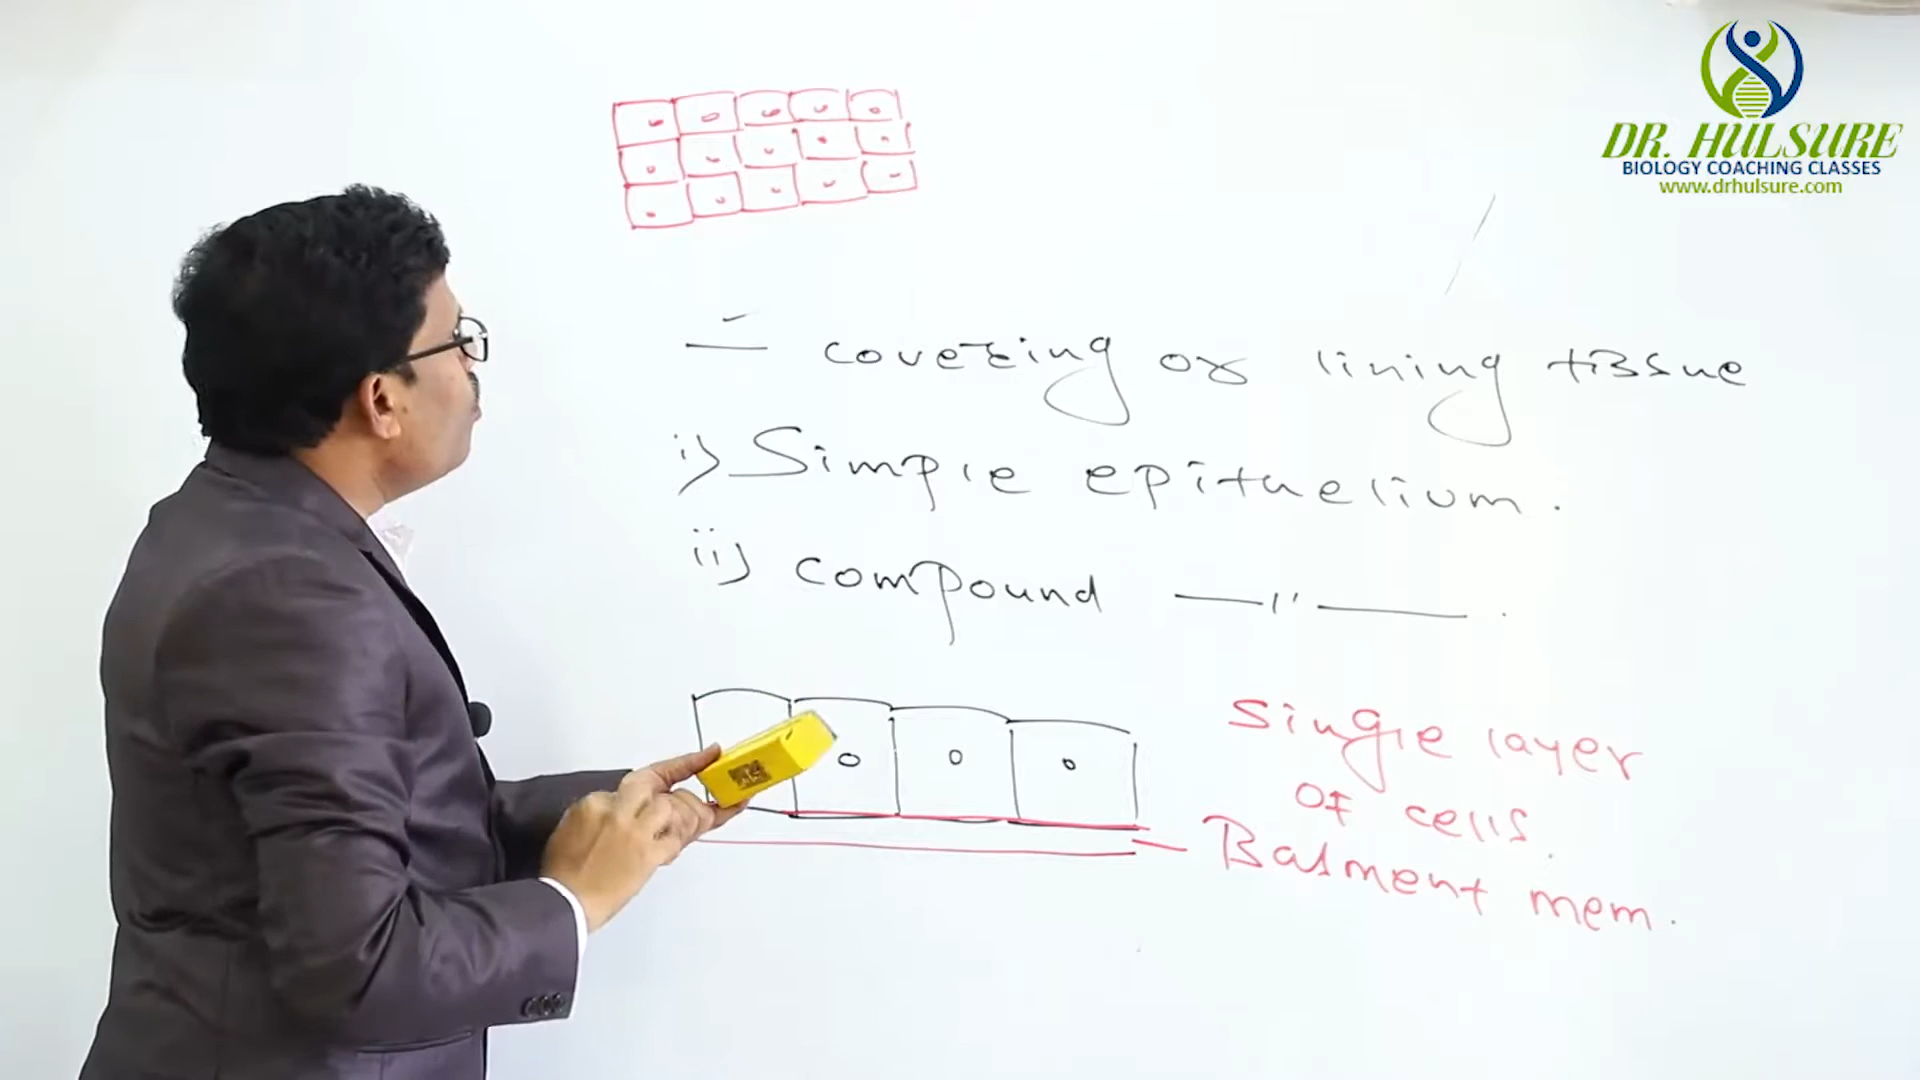 DR. HULSURE
BIOLOGY COACHING CLASSES
www.drhulsure.com
— covering or lining tissue
i) Simple epithelium.
ii) compound —"— .
single layer
of cells.
Basment mem.